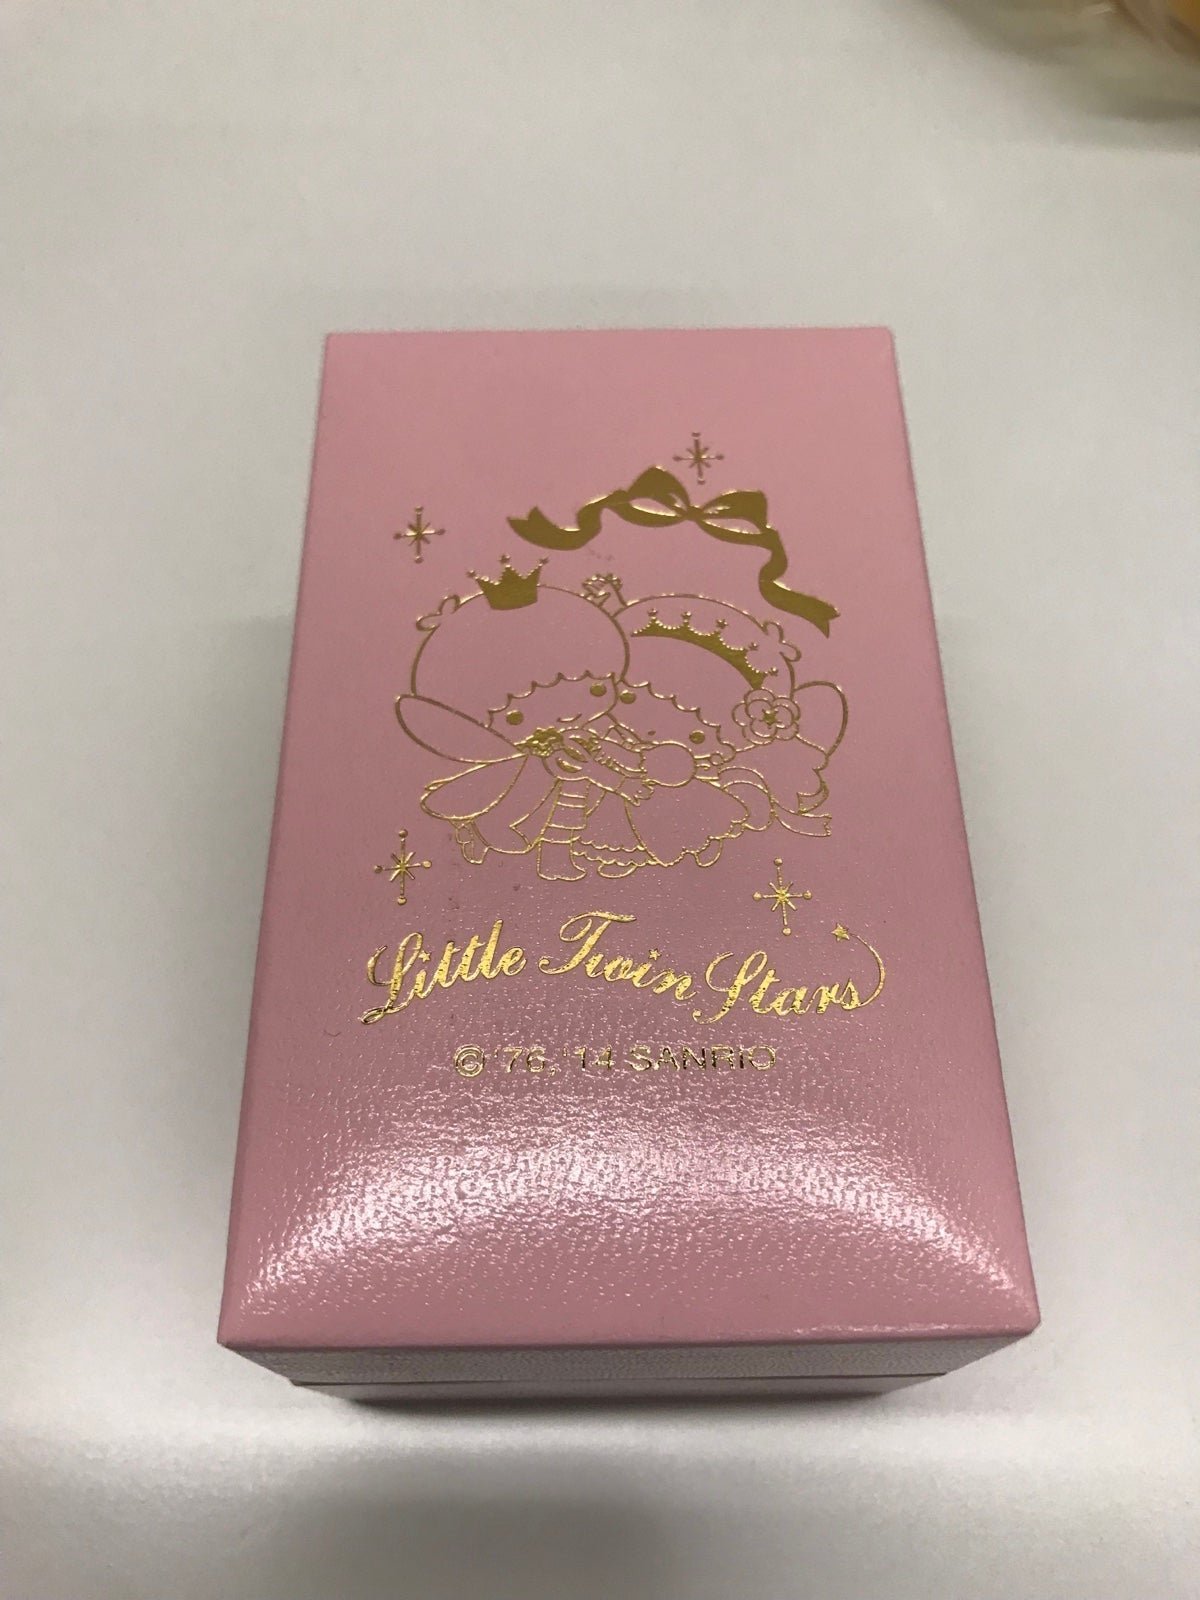 Little Twin Stars
© '76, '14 SANRIO